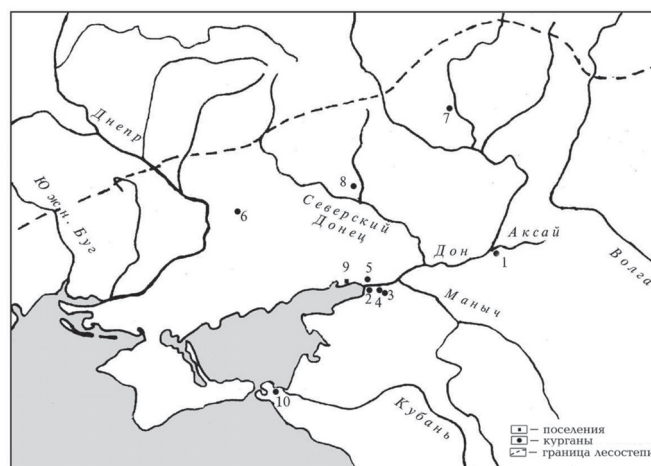 Днепр
Южн. Буг
Северский
Донец
Дон
Аксай
Волга
Маныч
Кубань
7
8
6
1
9
5
2
4
3
10
– поселения
– курганы
– граница лесостепи